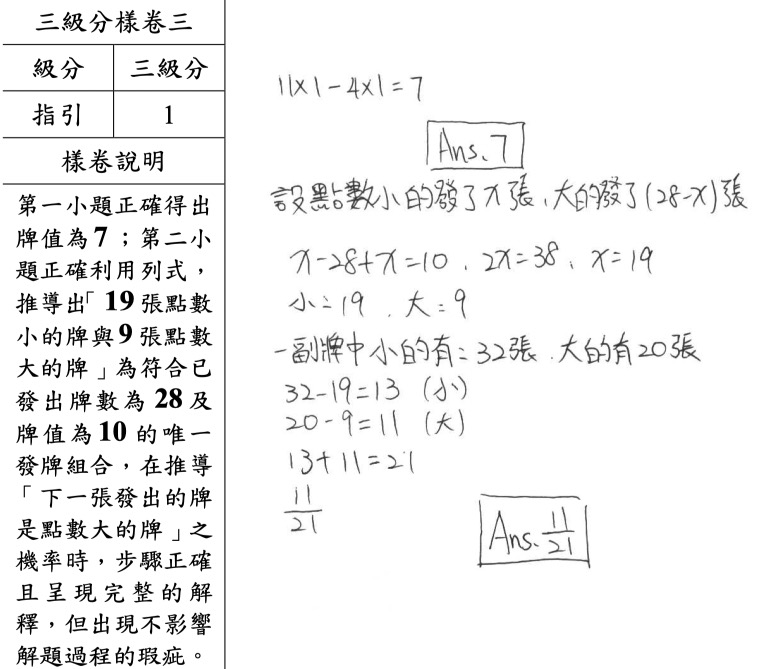 三級分樣卷三
級分 三級分
指引 1
樣卷說明
第一小題正確得出
牌值為7；第二小
題正確利用列式，
推導出「19張點數
小的牌與9張點數
大的牌」為符合已
發出牌數為28及
牌值為10的唯一
發牌組合，在推導
「下一張發出的牌
是點數大的牌」之
機率時，步驟正確
且呈現完整的解
釋，但出現不影響
解題過程的瑕疵。
11×1-4×1=7
Ans. 7
設點數小的發了x張、大的發了(28-x)張
x-28+x=10、2x=38、x=19
小：19、大：9
一副牌中小的有：32張、大的有20張
32-19=13 (小)
20-9=11 (大)
13+11=21
11
21
Ans. 11/21